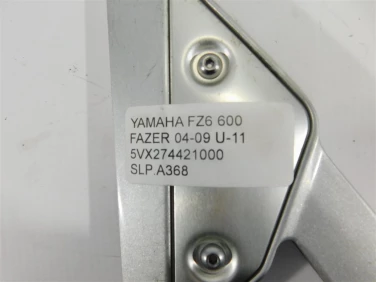 YAMAHA FZ6 600
FAZER 04-09 U-11
5VX274421000
SLP.A368